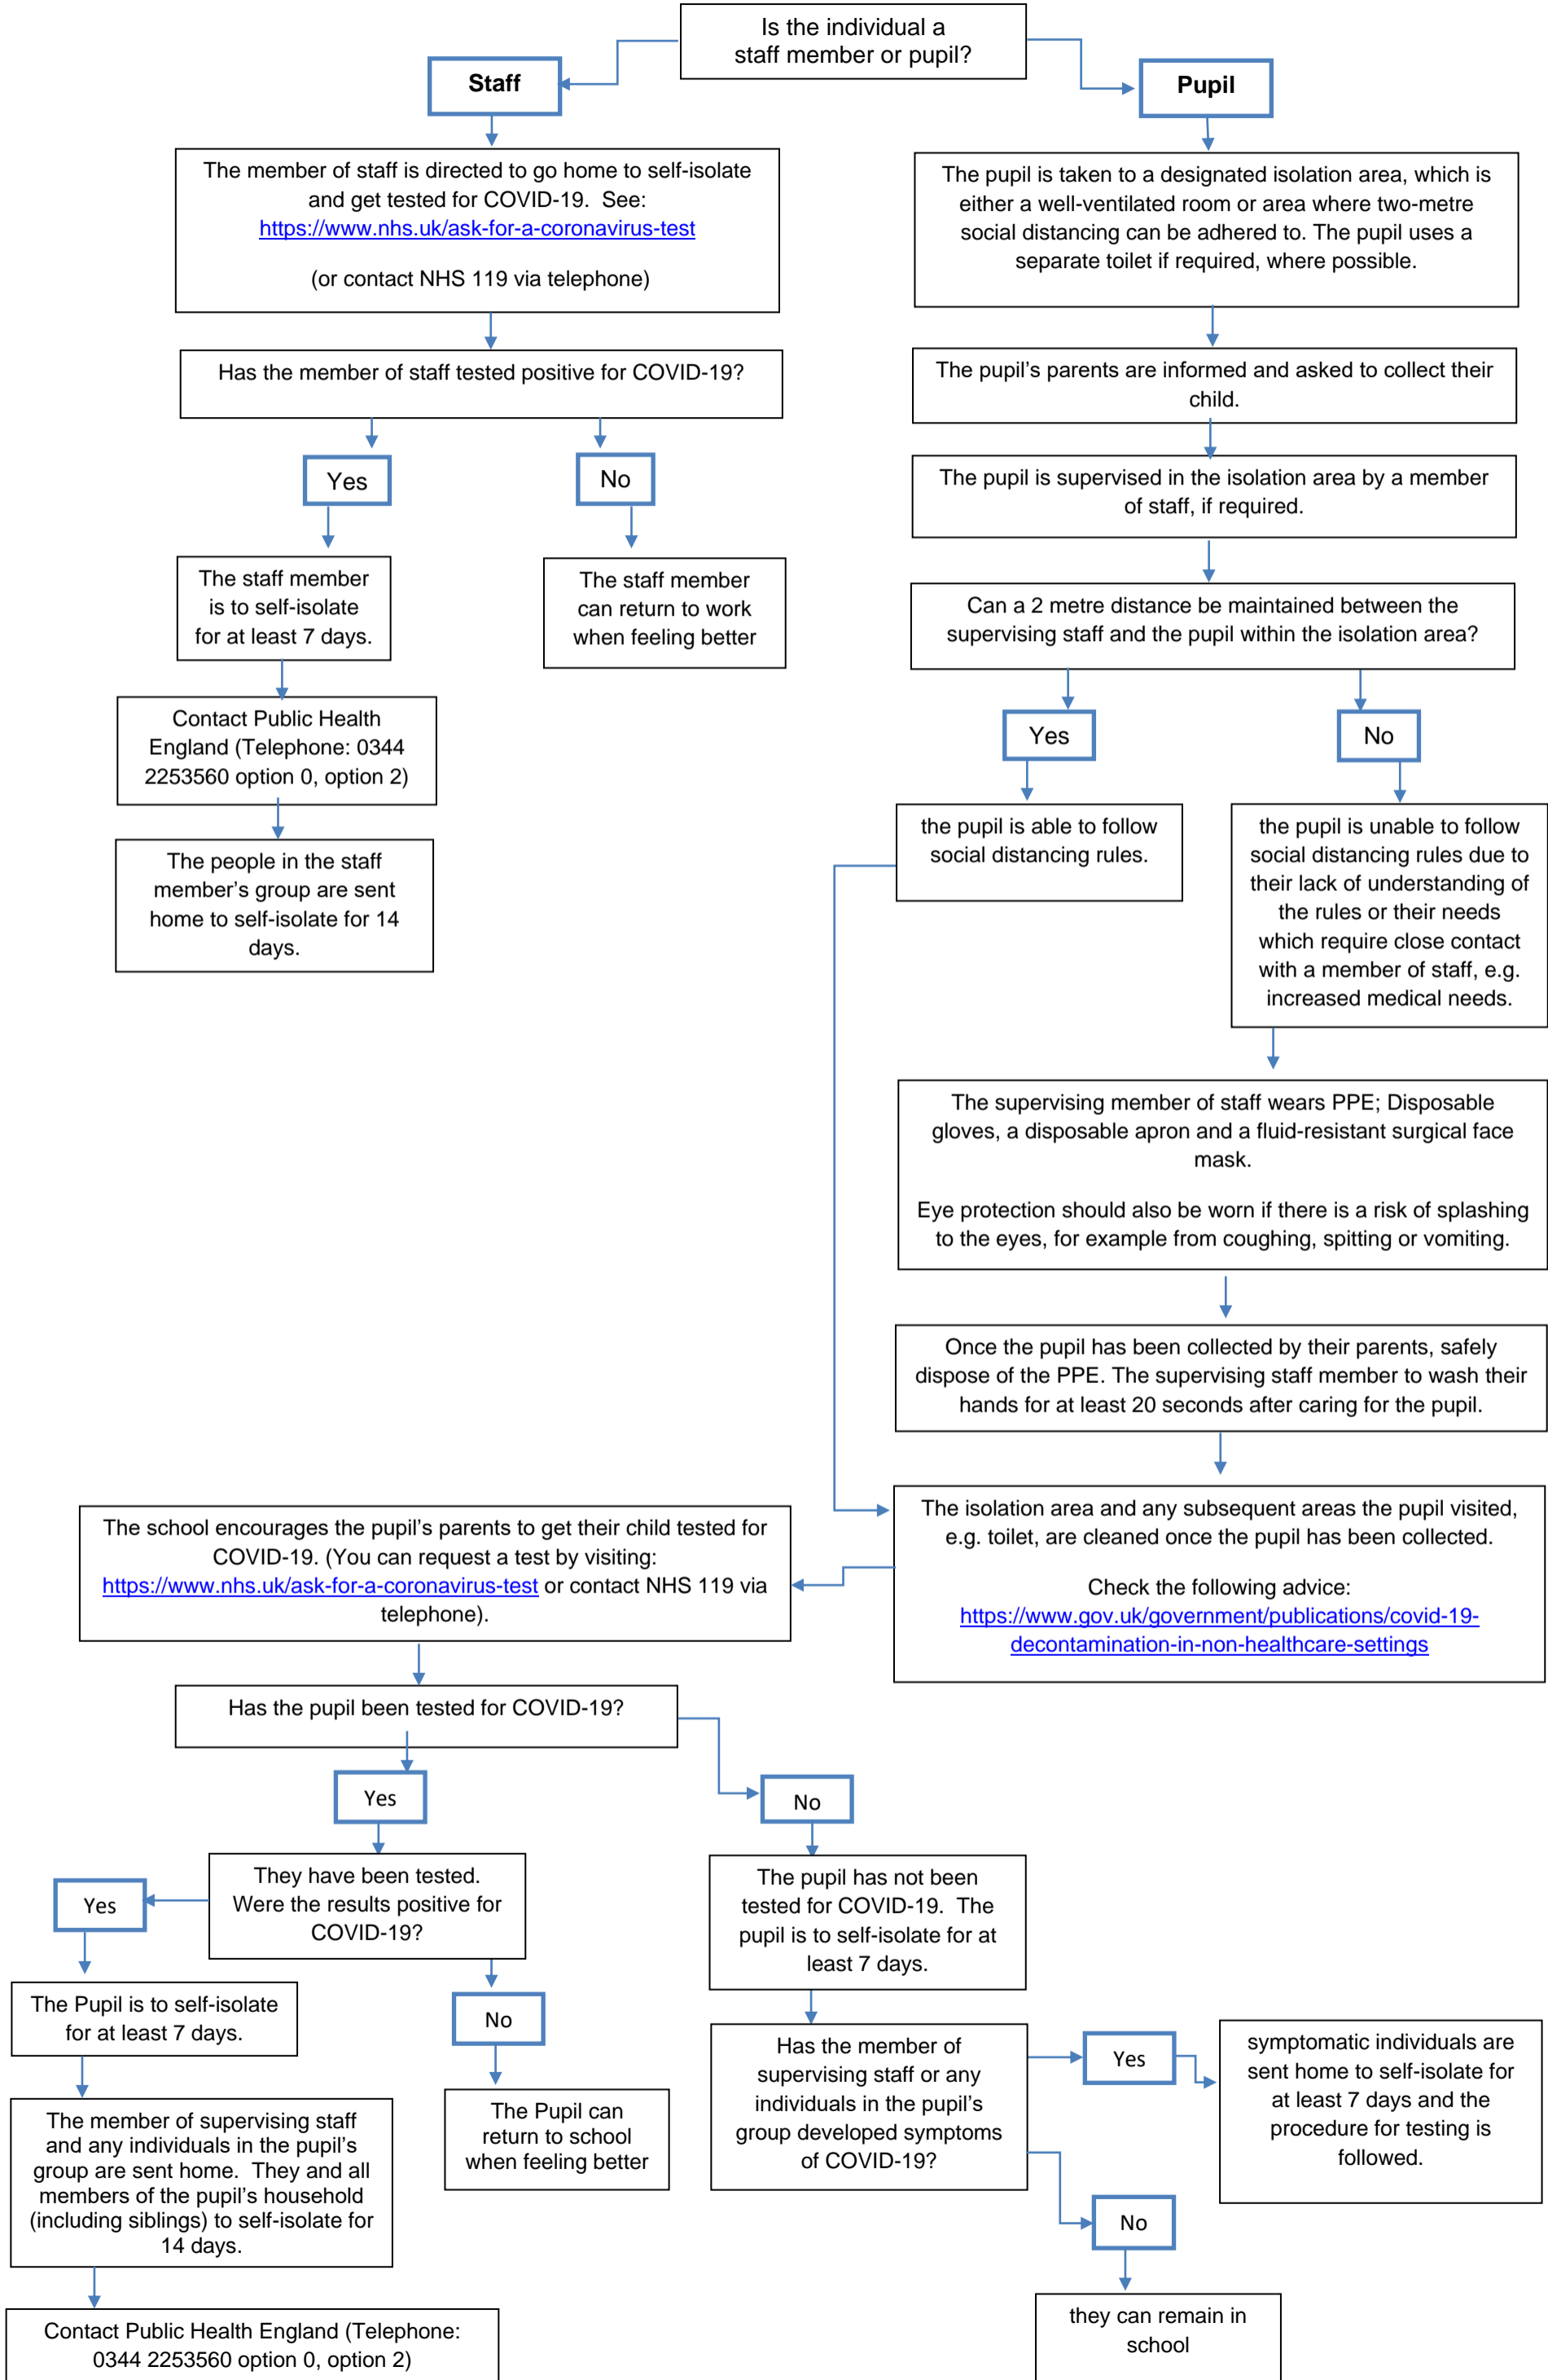 Is the individual a
staff member or pupil?
Staff
The member of staff is directed to go home to self-isolate
and get tested for COVID-19.  See:
https://www.nhs.uk/ask-for-a-coronavirus-test
(or contact NHS 119 via telephone)
Has the member of staff tested positive for COVID-19?
Yes
The staff member
is to self-isolate
for at least 7 days.
Contact Public Health
England (Telephone: 0344
2253560 option 0, option 2)
The people in the staff
member's group are sent
home to self-isolate for 14
days.
No
The staff member
can return to work
when feeling better
Pupil
The pupil is taken to a designated isolation area, which is
either a well-ventilated room or area where two-metre
social distancing can be adhered to. The pupil uses a
separate toilet if required, where possible.
The pupil's parents are informed and asked to collect their
child.
The pupil is supervised in the isolation area by a member
of staff, if required.
Can a 2 metre distance be maintained between the
supervising staff and the pupil within the isolation area?
Yes
the pupil is able to follow
social distancing rules.
No
the pupil is unable to follow
social distancing rules due to
their lack of understanding of
the rules or their needs
which require close contact
with a member of staff, e.g.
increased medical needs.
The supervising member of staff wears PPE; Disposable
gloves, a disposable apron and a fluid-resistant surgical face
mask.
Eye protection should also be worn if there is a risk of splashing
to the eyes, for example from coughing, spitting or vomiting.
Once the pupil has been collected by their parents, safely
dispose of the PPE. The supervising staff member to wash their
hands for at least 20 seconds after caring for the pupil.
The isolation area and any subsequent areas the pupil visited,
e.g. toilet, are cleaned once the pupil has been collected.
Check the following advice:
https://www.gov.uk/government/publications/covid-19-
decontamination-in-non-healthcare-settings
The school encourages the pupil's parents to get their child tested for
COVID-19. (You can request a test by visiting:
https://www.nhs.uk/ask-for-a-coronavirus-test or contact NHS 119 via
telephone).
Has the pupil been tested for COVID-19?
Yes
They have been tested.
Were the results positive for
COVID-19?
Yes
The Pupil is to self-isolate
for at least 7 days.
The member of supervising staff
and any individuals in the pupil's
group are sent home.  They and all
members of the pupil's household
(including siblings) to self-isolate for
14 days.
Contact Public Health England (Telephone:
0344 2253560 option 0, option 2)
No
The Pupil can
return to school
when feeling better
No
The pupil has not been
tested for COVID-19.  The
pupil is to self-isolate for at
least 7 days.
Has the member of
supervising staff or any
individuals in the pupil's
group developed symptoms
of COVID-19?
Yes
symptomatic individuals are
sent home to self-isolate for
at least 7 days and the
procedure for testing is
followed.
No
they can remain in
school